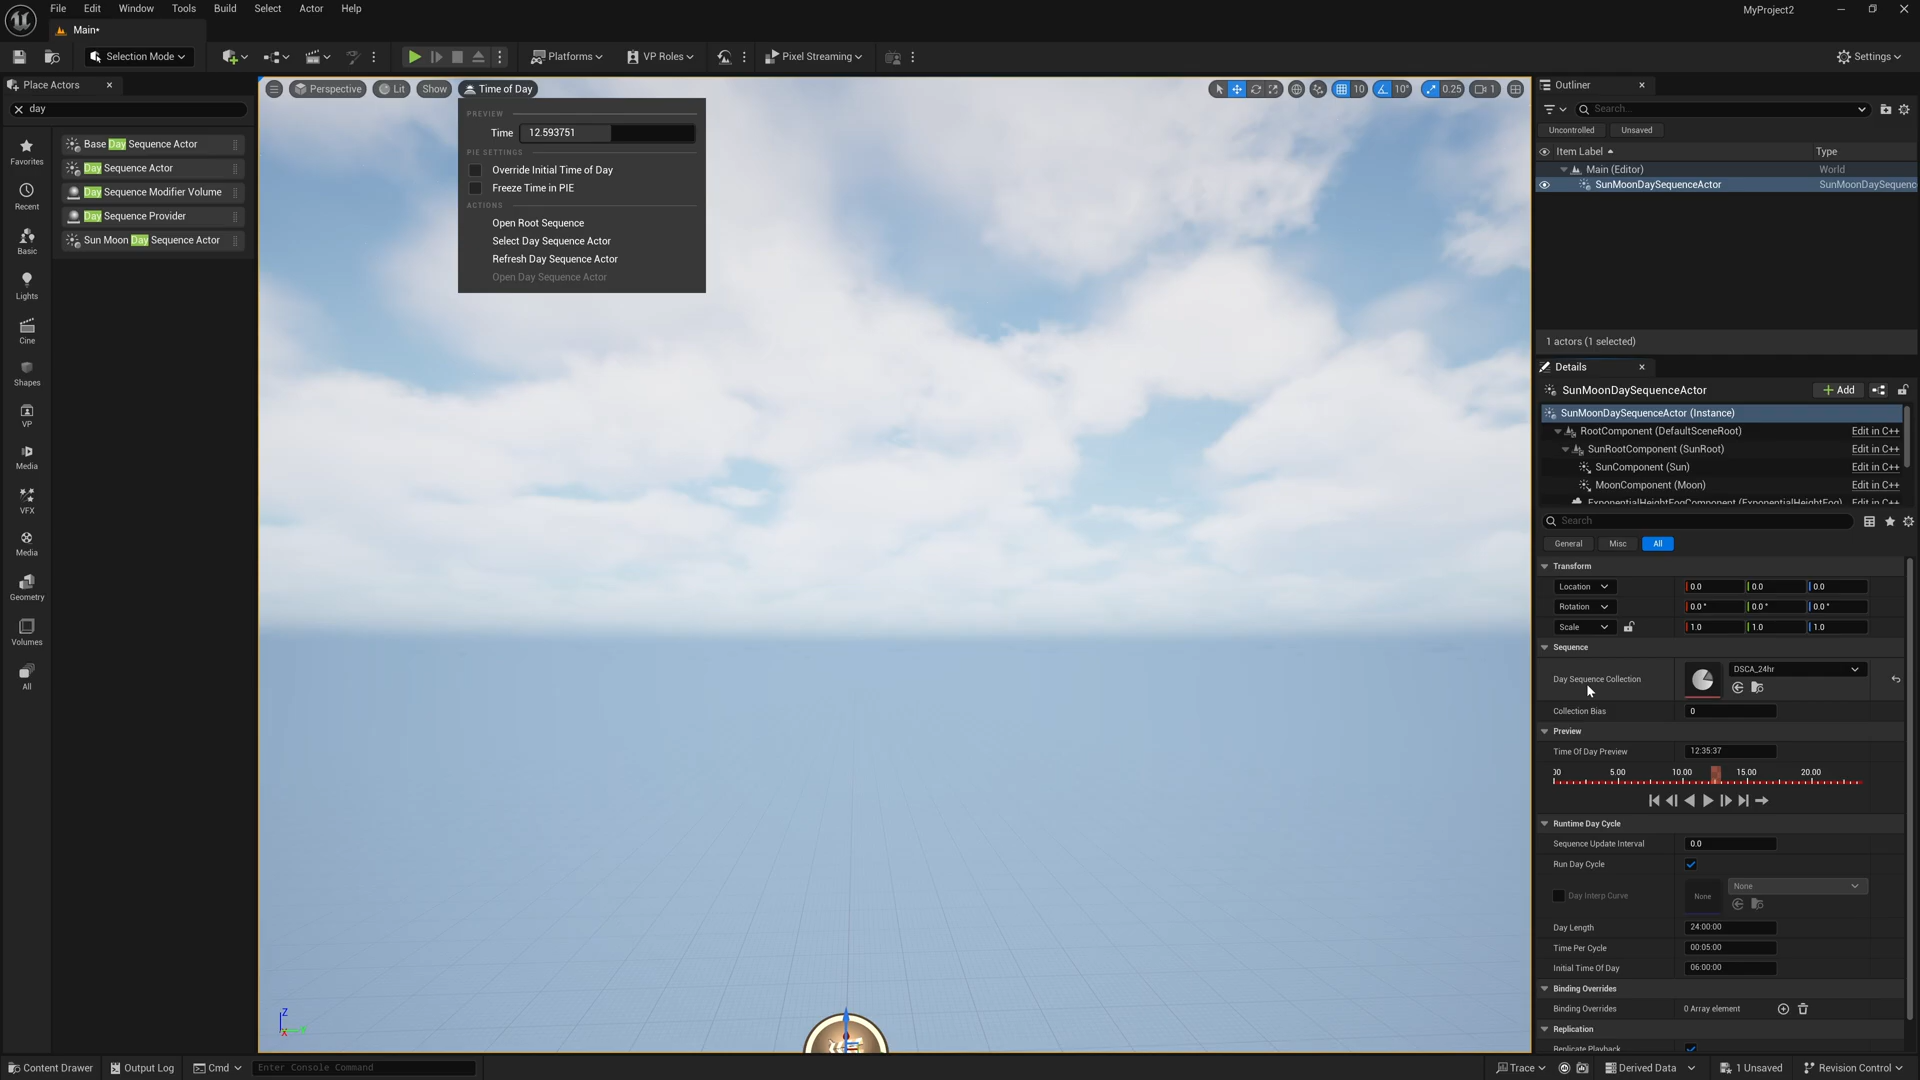 File Edit Window Tools Build Select Actor Help
MyProject2
Main*
Selection Mode
Platforms
VP Roles
Pixel Streaming
Settings
Place Actors
day
Favorites
Recent
Basic
Lights
Cine
Shapes
VP
Media
VFX
Media
Geometry
Volumes
All
Base Day Sequence Actor
Day Sequence Actor
Day Sequence Modifier Volume
Day Sequence Provider
Sun Moon Day Sequence Actor
Perspective
Lit
Show
Time of Day
10
10°
0.25
1
PREVIEW
Time 12.593751
PIE SETTINGS
Override Initial Time of Day
Freeze Time in PIE
ACTIONS
Open Root Sequence
Select Day Sequence Actor
Refresh Day Sequence Actor
Open Day Sequence Actor
Z
Outliner
Search...
Uncontrolled
Unsaved
Item Label
Type
Main (Editor) World
SunMoonDaySequenceActor SunMoonDaySequenc
1 actors (1 selected)
Details
SunMoonDaySequenceActor
Add
SunMoonDaySequenceActor (Instance)
RootComponent (DefaultSceneRoot) Edit in C++
SunRootComponent (SunRoot) Edit in C++
SunComponent (Sun) Edit in C++
MoonComponent (Moon) Edit in C++
ExponentialHeightFogComponent (ExponentialHeightFog) Edit in C++
Search
General
Misc
All
Transform
Location 0.0 0.0 0.0
Rotation 0.0° 0.0° 0.0°
Scale 1.0 1.0 1.0
Sequence
Day Sequence Collection DSCA_24hr
Collection Bias 0
Preview
Time Of Day Preview 12:35:37
00 5.00 10.00 15.00 20.00
Runtime Day Cycle
Sequence Update Interval 0.0
Run Day Cycle
Day Interp Curve None None
Day Length 24:00:00
Time Per Cycle 00:05:00
Initial Time Of Day 06:00:00
Binding Overrides
Binding Overrides 0 Array element
Replication
Replicate Playback
Content Drawer
Output Log
Cmd
Enter Console Command
Trace
Derived Data
1 Unsaved
Revision Control